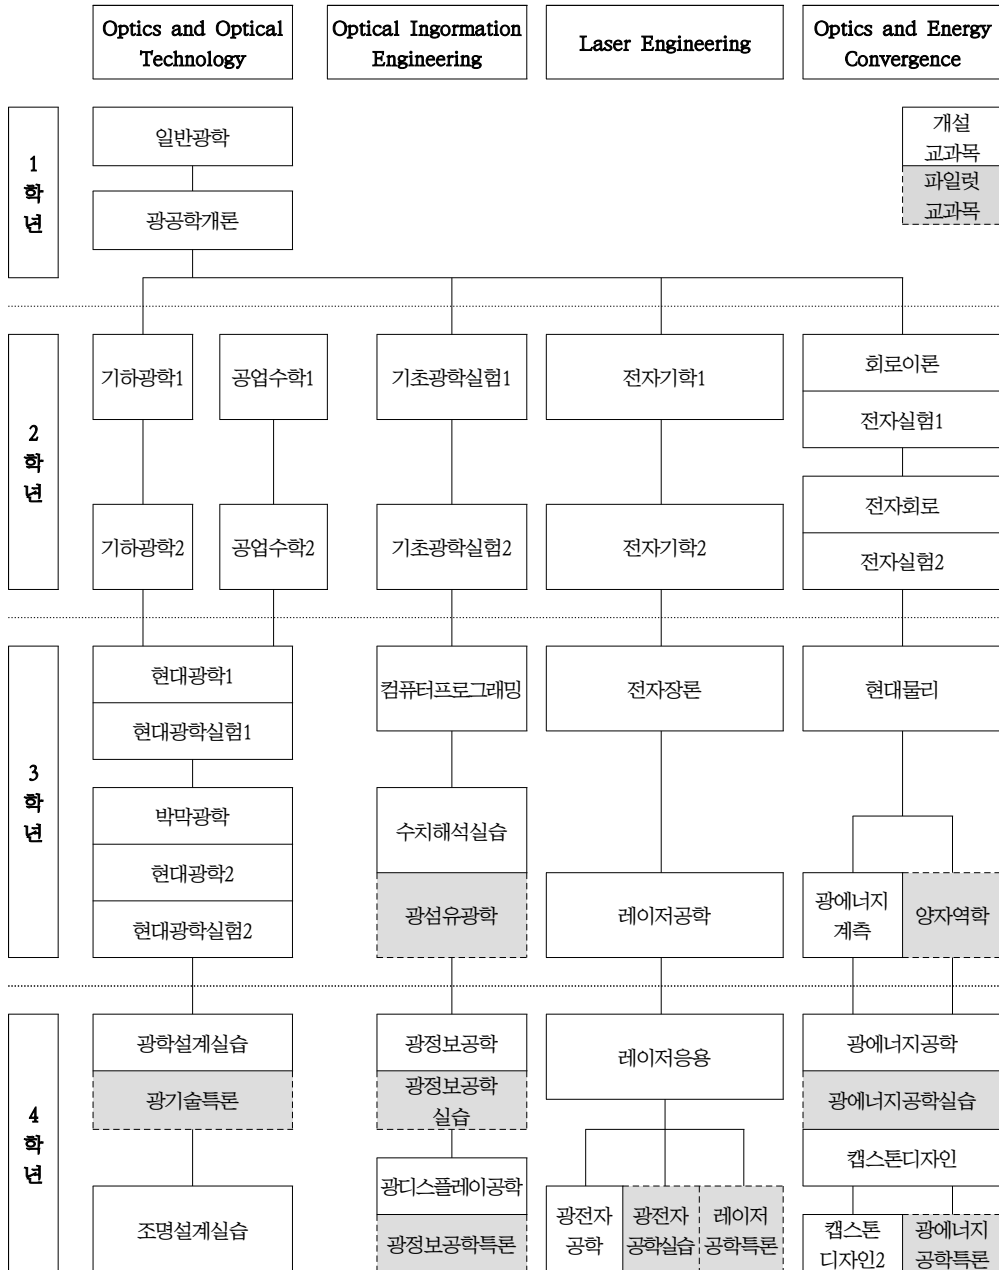 Optics and Optical
Technology
Optical Ingormation
Engineering
Laser Engineering
Optics and Energy
Convergence
1
학
년
일반광학
광공학개론
개설
교과목
파일럿
교과목
2
학
년
기하광학1
공업수학1
기초광학실험1
전자기학1
회로이론
전자실험1
기하광학2
공업수학2
기초광학실험2
전자기학2
전자회로
전자실험2
3
학
년
현대광학1
현대광학실험1
컴퓨터프로그래밍
전자장론
현대물리
박막광학
현대광학2
현대광학실험2
수치해석실습
광섬유광학
레이저공학
광에너지
계측
양자역학
4
학
년
광학설계실습
광기술특론
광정보공학
광정보공학
실습
레이저응용
광에너지공학
광에너지공학실습
캡스톤디자인
조명설계실습
광디스플레이공학
광정보공학특론
광전자
공학
광전자
공학실습
레이저
공학특론
캡스톤
디자인2
광에너지
공학특론